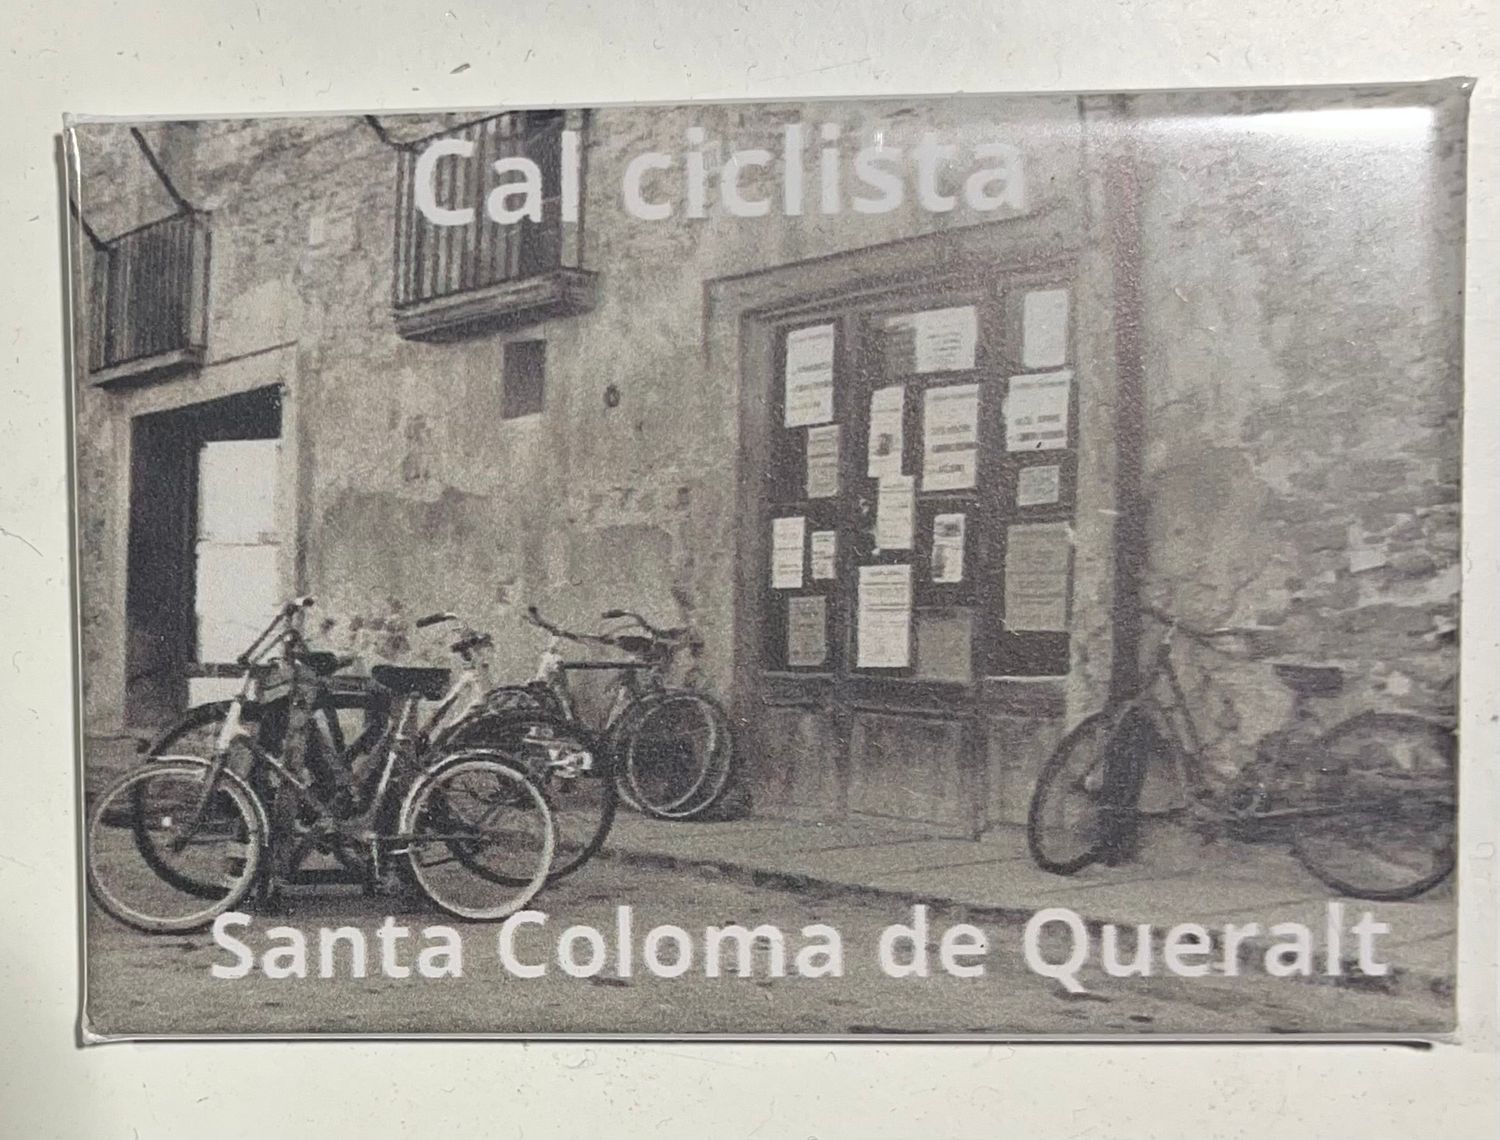 Cal ciclista
Santa Coloma de Queralt